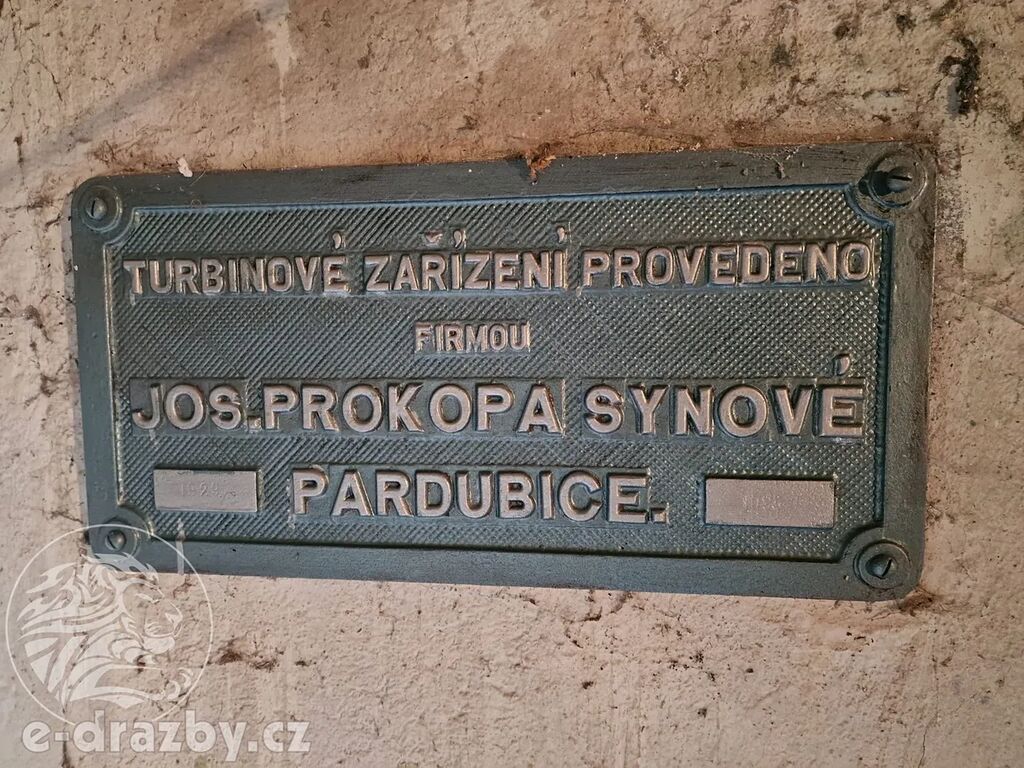 TURBINOVÉ ZAŘÍZENÍ PROVEDENO
FIRMOU
JOS. PROKOPA SYNOVÉ
PARDUBICE.
e-drazby.cz